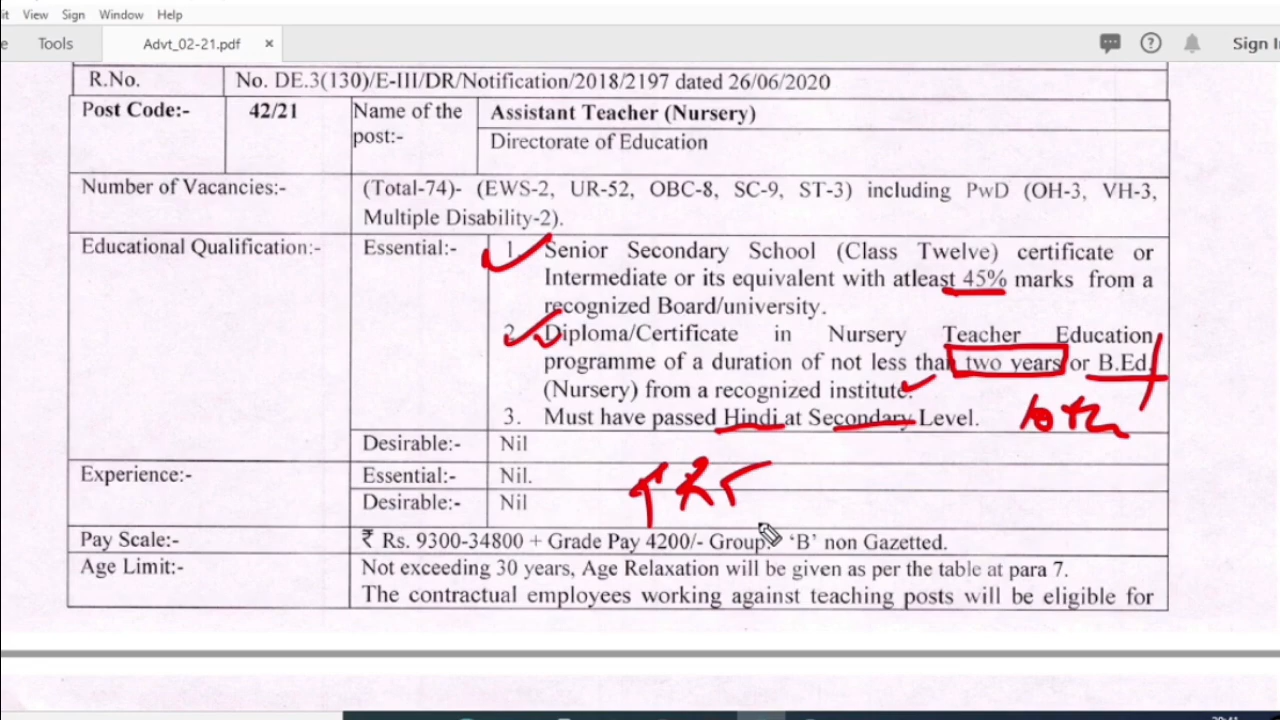 it View Sign Window Help
e Tools Advt_02-21.pdf × Sign I
R.No. No. DE.3(130)/E-III/DR/Notification/2018/2197 dated 26/06/2020
Post Code:- 42/21 Name of the post:- Assistant Teacher (Nursery)
Directorate of Education
Number of Vacancies:- (Total-74)- (EWS-2, UR-52, OBC-8, SC-9, ST-3) including PwD (OH-3, VH-3,
Multiple Disability-2).
Educational Qualification:- Essential:- 1. Senior Secondary School (Class Twelve) certificate or
Intermediate or its equivalent with atleast 45% marks from a
recognized Board/university.
2. Diploma/Certificate in Nursery Teacher Education
programme of a duration of not less than two years or B.Ed.
(Nursery) from a recognized institute.
3. Must have passed Hindi at Secondary Level. 10th
Desirable:- Nil
Experience:- Essential:- Nil.
Desirable:- Nil
Pay Scale:- ₹ Rs. 9300-34800 + Grade Pay 4200/- Group: 'B' non Gazetted.
Age Limit:- Not exceeding 30 years, Age Relaxation will be given as per the table at para 7.
The contractual employees working against teaching posts will be eligible for